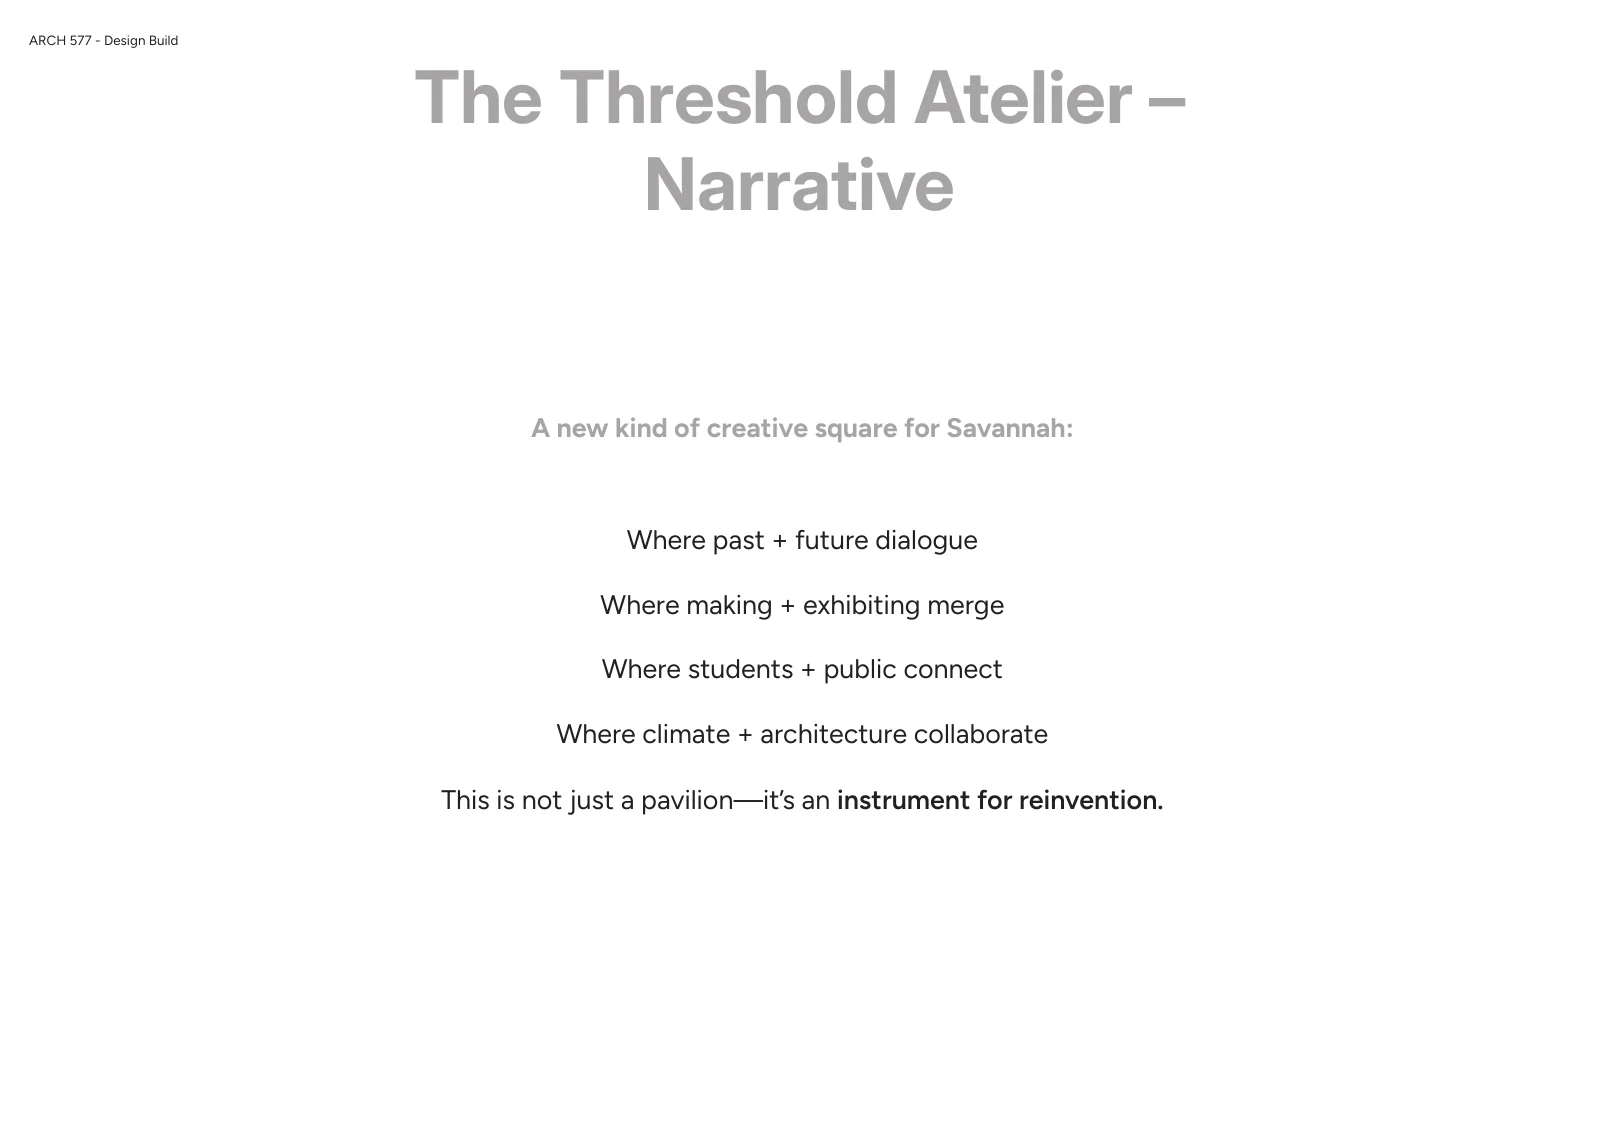 ARCH 577 - Design Build
The Threshold Atelier –
Narrative
A new kind of creative square for Savannah:
Where past + future dialogue
Where making + exhibiting merge
Where students + public connect
Where climate + architecture collaborate
This is not just a pavilion—it’s an instrument for reinvention.